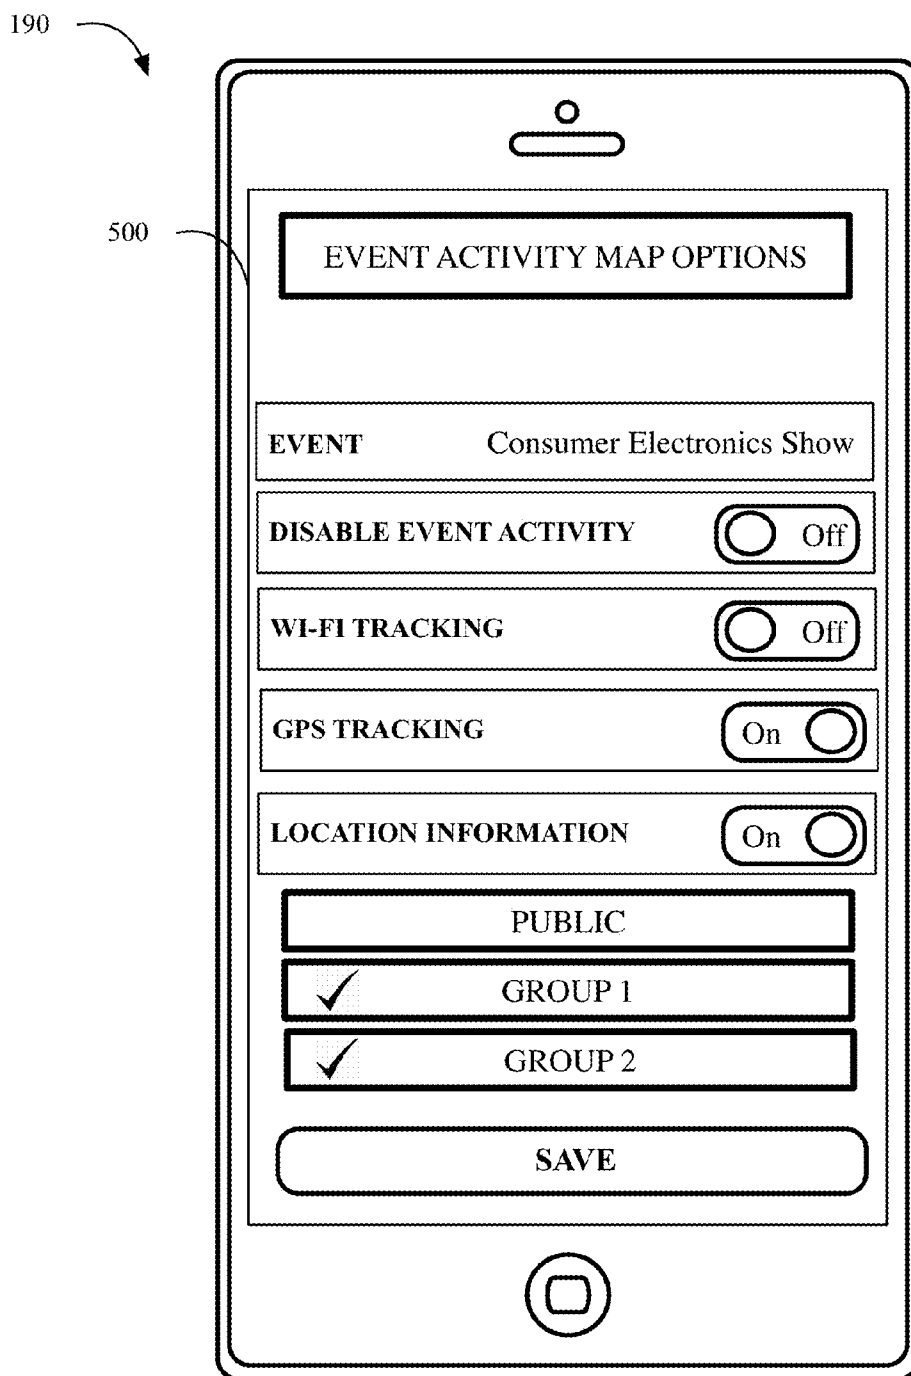 190
500
EVENT ACTIVITY MAP OPTIONS
EVENT Consumer Electronics Show
DISABLE EVENT ACTIVITY Off
WI-FI TRACKING Off
GPS TRACKING On
LOCATION INFORMATION On
PUBLIC
GROUP 1
GROUP 2
SAVE